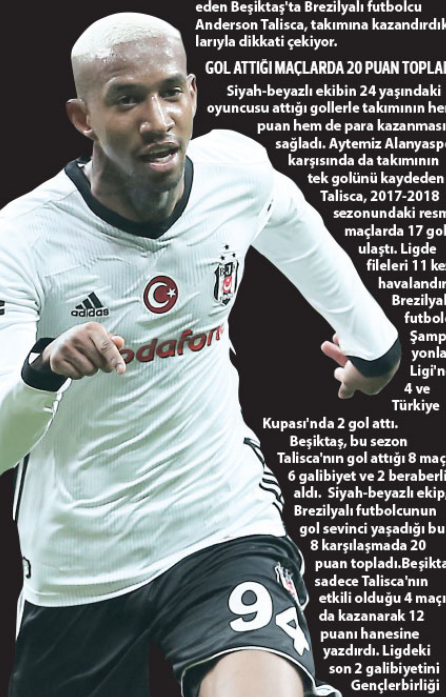 eden Beşiktaş'ta Brezilyalı futbolcu
Anderson Talisca, takımına kazandırdık
larıyla dikkati çekiyor.
GOL ATTIĞI MAÇLARDA 20 PUAN TOPLAN
Siyah-beyazlı ekibin 24 yaşındaki
oyuncusu attığı gollerle takımının hem
puan hem de para kazanması
sağladı. Aytemiz Alanyaspo
karşısında da takımının
tek golünü kaydeden
Talisca, 2017-2018
sezonundaki resm
maçlarda 17 gol
ulaştı. Ligde
fileleri 11 kez
havalandır
Brezilyal
futbol
Şamp
yonla
Ligi'n
4 ve
Türkiye
Kupası'nda 2 gol attı.
Beşiktaş, bu sezon
Talisca'nın gol attığı 8 maç
6 galibiyet ve 2 beraberli
aldı. Siyah-beyazlı ekip,
Brezilyalı futbolcunun
gol sevinci yaşadığı bu
8 karşılaşmada 20
puan topladı.Beşikta
sadece Talisca'nın
etkili olduğu 4 maçı
da kazanarak 12
puanı hanesine
yazdırdı. Ligdeki
son 2 galibiyetini
Gençlerbirliği
adidas
odafon
94